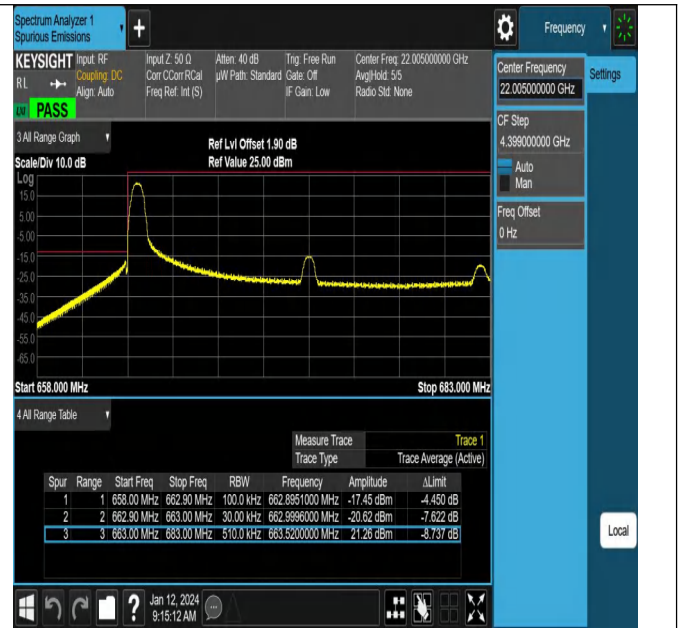 Spectrum Analyzer 1
Spurious Emissions
Frequency
KEYSIGHT
RL
PASS
Input: RF
Coupling: DC
Align: Auto
Input Z: 50 Ω
Corr CCorr RCal
Freq Ref: Int (S)
Atten: 40 dB
µW Path: Standard
Trig: Free Run
Gate: Off
IF Gain: Low
Center Freq: 22.005000000 GHz
Avg|Hold: 5/5
Radio Std: None
Center Frequency
22.005000000 GHz
Settings
CF Step
4.399000000 GHz
Auto
Man
Freq Offset
0 Hz
3 All Range Graph
Scale/Div 10.0 dB
Ref Lvl Offset 1.90 dB
Ref Value 25.00 dBm
Log
15.0
5.00
-5.00
-15.0
-25.0
-35.0
-45.0
-55.0
-65.0
Start 658.000 MHz
Stop 683.000 MHz
4 All Range Table
Measure Trace Trace 1
Trace Type Trace Average (Active)
Spur Range Start Freq Stop Freq RBW Frequency Amplitude ΔLimit
1 1 658.00 MHz 662.90 MHz 100.0 kHz 662.8951000 MHz -17.45 dBm -4.450 dB
2 2 662.90 MHz 663.00 MHz 30.00 kHz 662.9996000 MHz -20.62 dBm -7.622 dB
3 3 663.00 MHz 683.00 MHz 510.0 kHz 663.5200000 MHz 21.26 dBm -8.737 dB
Local
Jan 12, 2024
9:15:12 AM